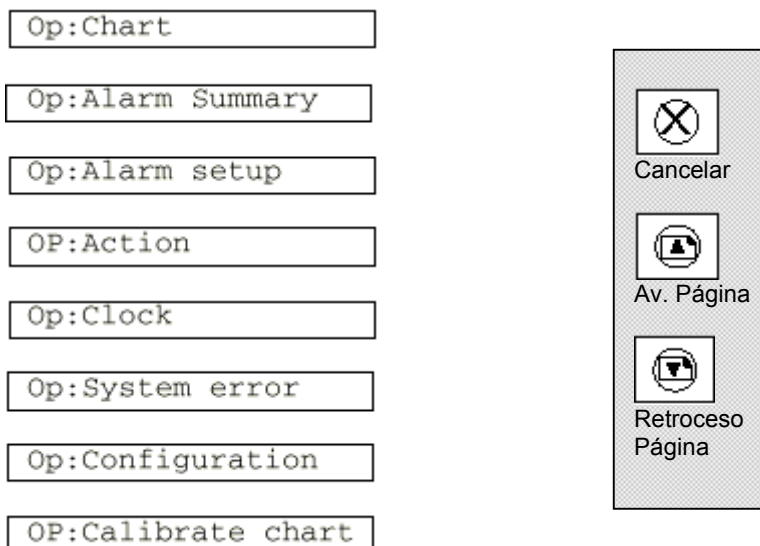 Op:Chart
Op:Alarm Summary
Op:Alarm setup
OP:Action
Op:Clock
Op:System error
Op:Configuration
OP:Calibrate chart
Cancelar
Av. Página
Retroceso
Página